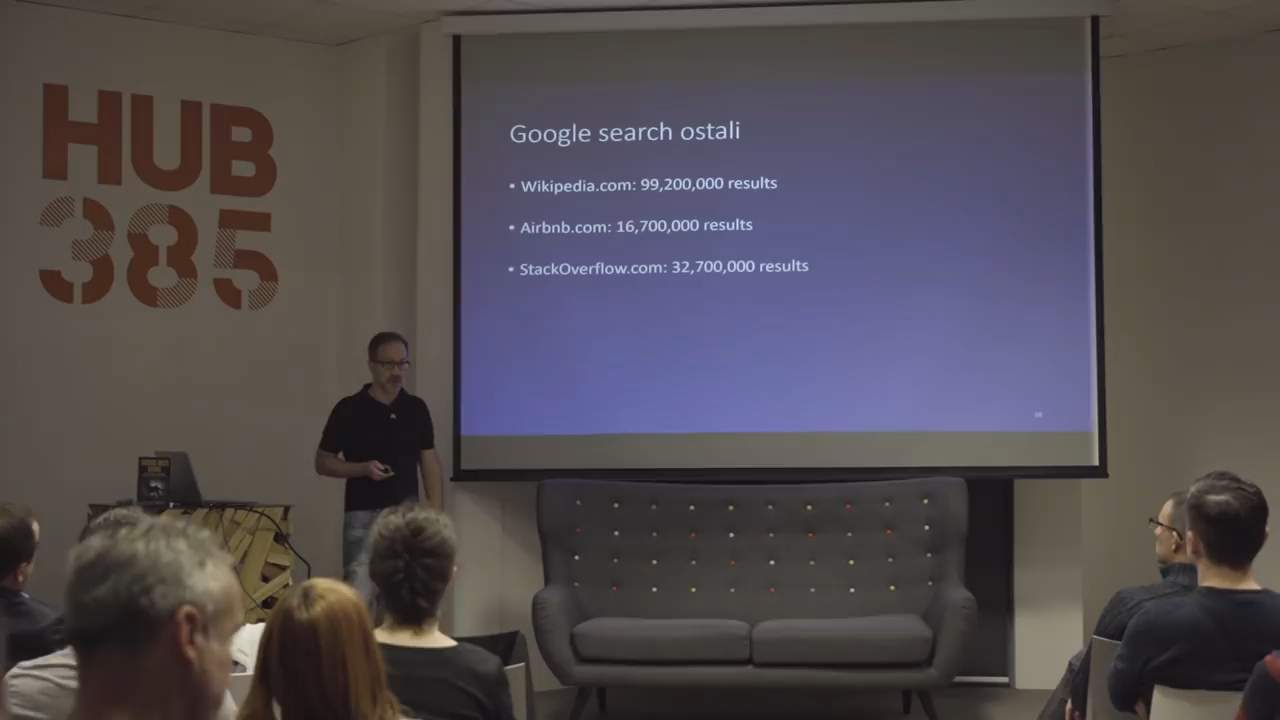 HUB
385
Google search ostali
• Wikipedia.com: 99,200,000 results
• Airbnb.com: 16,700,000 results
• StackOverflow.com: 32,700,000 results